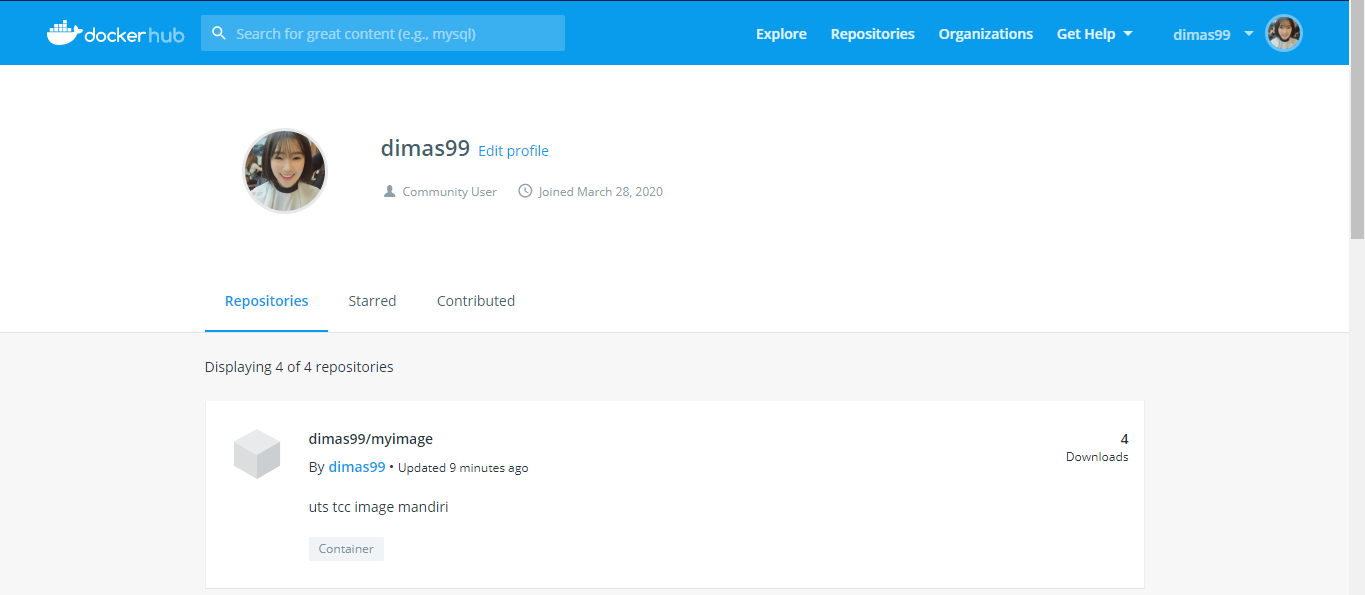 docker hub
Search for great content (e.g., mysql)
Explore
Repositories
Organizations
Get Help
dimas99
dimas99 Edit profile
Community User
Joined March 28, 2020
Repositories
Starred
Contributed
Displaying 4 of 4 repositories
dimas99/myimage
4
Downloads
By dimas99 • Updated 9 minutes ago
uts tcc image mandiri
Container